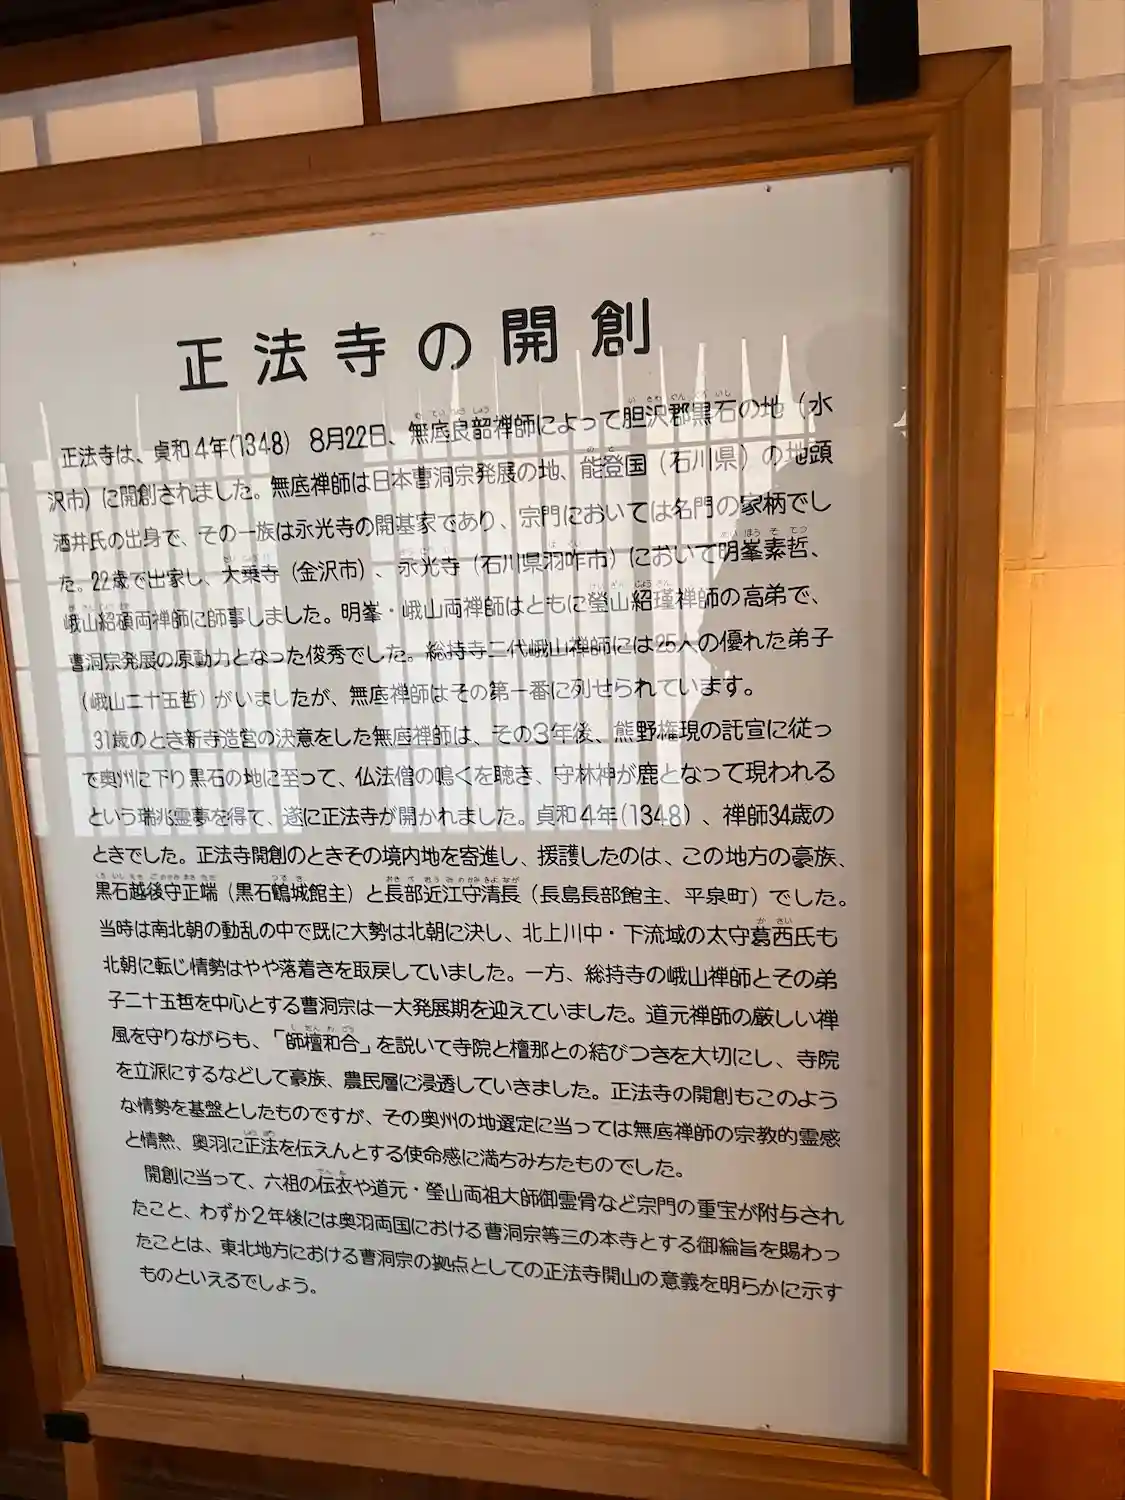 正法寺の開創
正法寺は、貞和4年(1348) 8月22日、無底良韶禅師によって胆沢郡黒石の地（水
沢市）に開創されました。無底禅師は日本曹洞宗発展の地、能登国（石川県）の地頭
酒井氏の出身で、その一族は永光寺の開基家であり、宗門においては名門の家柄でし
た。22歳で出家し、大乗寺（金沢市）、永光寺（石川県羽咋市）において明峯素哲、
峨山紹碩両禅師に師事しました。明峯・峨山両禅師はともに瑩山紹瑾禅師の高弟で、
曹洞宗発展の原動力となった俊秀でした。総持寺二代峨山禅師には25人の優れた弟子
（峨山二十五哲）がいましたが、無底禅師はその第一番に列せられています。
31歳のとき新寺造営の決意をした無底禅師は、その3年後、熊野権現の託宣に従っ
て奥州に下り黒石の地に至って、仏法僧の鳴くを聴き、守林神が鹿となって現われる
という瑞兆霊夢を得て、遂に正法寺が開かれました。貞和4年(1348)、禅師34歳の
ときでした。正法寺開創のときその境内地を寄進し、援護したのは、この地方の豪族、
黒石越後守正端（黒石鶴城館主）と長部近江守清長（長島長部館主、平泉町）でした。
当時は南北朝の動乱の中で既に大勢は北朝に決し、北上川中・下流域の太守葛西氏も
北朝に転じ情勢はやや落着きを取戻していました。一方、総持寺の峨山禅師とその弟
子二十五哲を中心とする曹洞宗は一大発展期を迎えていました。道元禅師の厳しい禅
風を守りながらも、「師檀和合」を説いて寺院と檀那との結びつきを大切にし、寺院
を立派にするなどして豪族、農民層に浸透していきました。正法寺の開創もこのよう
な情勢を基盤としたものですが、その奥州の地選定に当っては無底禅師の宗教的霊感
と情熱、奥羽に正法を伝えんとする使命感に満ちみちたものでした。
開創に当って、六祖の伝衣や道元・瑩山両祖大師御霊骨など宗門の重宝が附与され
たこと、わずか2年後には奥羽両国における曹洞宗等三の本寺とする御綸旨を賜わっ
たことは、東北地方における曹洞宗の拠点としての正法寺開山の意義を明らかに示す
ものといえるでしょう。